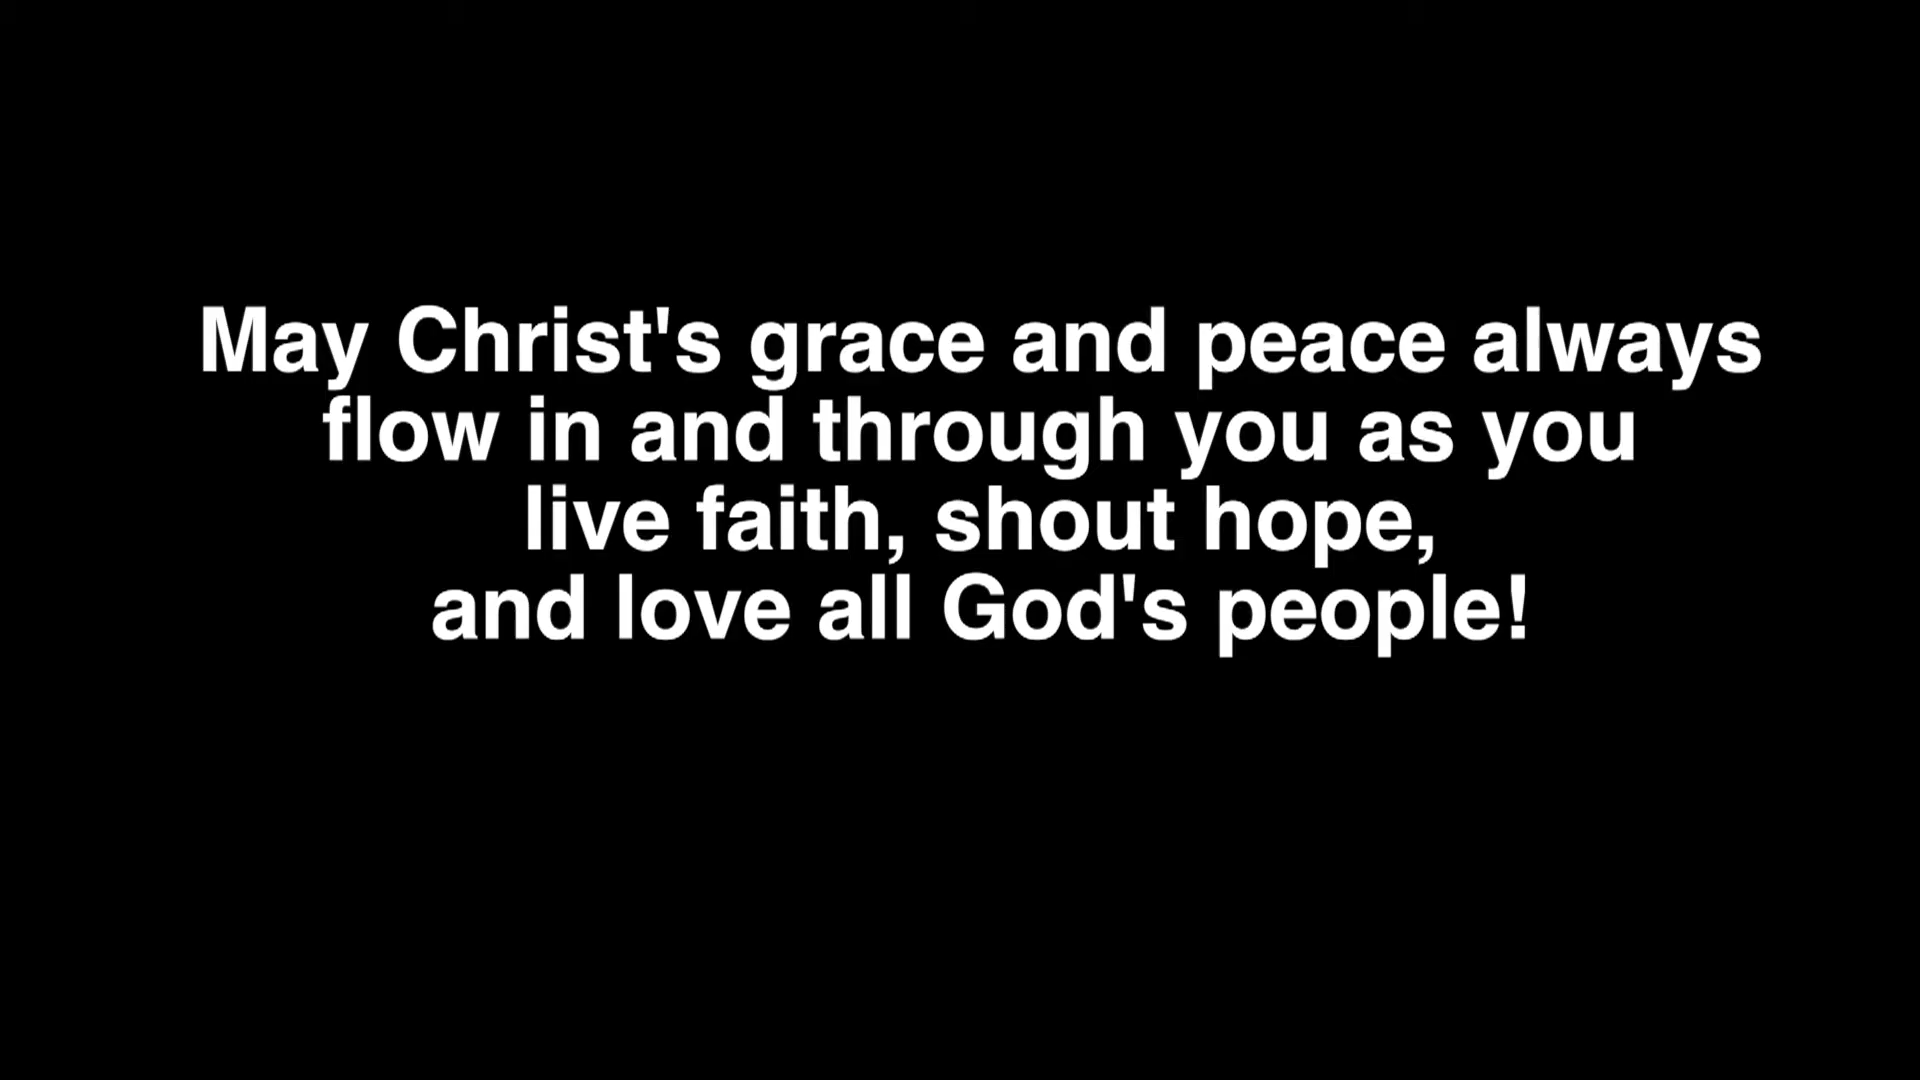 May Christ's grace and peace always
flow in and through you as you
live faith, shout hope,
and love all God's people!